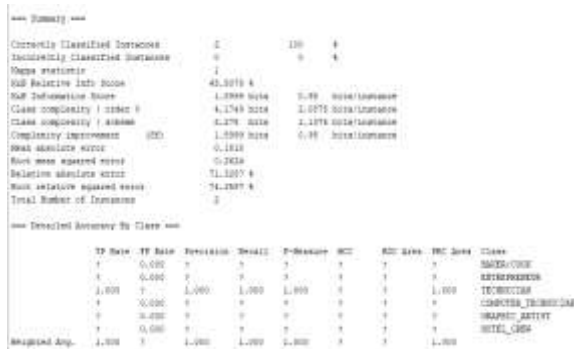 === Summary ===
Correctly Classified Instances 2 100 %
Incorrectly Classified Instances 0 0 %
Kappa statistic 1
K&B Relative Info Score %
K&B Information Score bits 0.95 bits/instance
Class complexity | order 0 bits bits/instance
Class complexity | scheme bits bits/instance
Complexity improvement (Sf) bits 0.95 bits/instance
Mean absolute error
Root mean squared error
Relative absolute error %
Root relative squared error %
Total Number of Instances 2
=== Detailed Accuracy By Class ===
TP Rate FP Rate Precision Recall F-Measure MCC ROC Area PRC Area Class
? 0.000 ? ? ? ? ? ? BAKER/COOK
? 0.000 ? ? ? ? ? ? ENTREPRENEUR
1.000 ? 1.000 1.000 1.000 ? ? 1.000 TECHNICIAN
? 0.000 ? ? ? ? ? ? COMPUTER_TECHNICIAN
? 0.000 ? ? ? ? ? ? GRAPHIC_ARTIST
? 0.000 ? ? ? ? ? ? HOTEL_CREW
Weighted Avg. 1.000 ? 1.000 1.000 1.000 ? ? 1.000